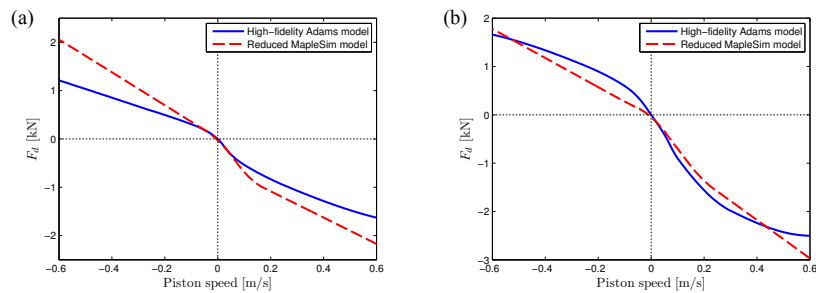 (a)
High−fidelity Adams model
Reduced MapleSim model
2
1
0
−1
−2
F_d [kN]
−0.6 −0.4 −0.2 0 0.2 0.4 0.6
Piston speed [m/s]
(b)
High−fidelity Adams model
Reduced MapleSim model
2
1
0
−1
−2
−3
F_d [kN]
−0.6 −0.4 −0.2 0 0.2 0.4 0.6
Piston speed [m/s]